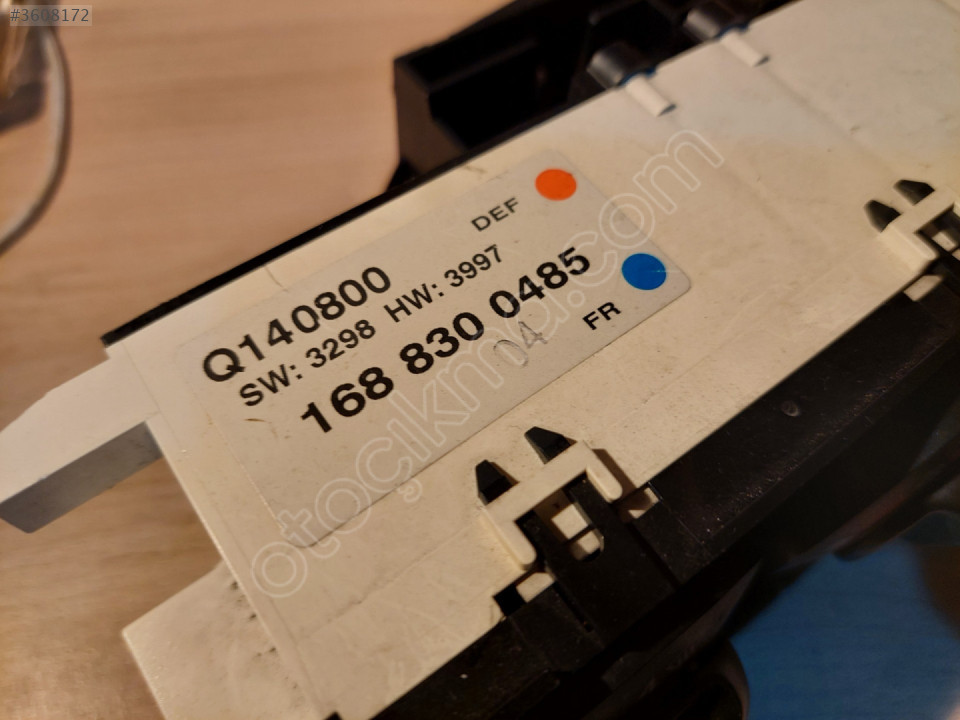 #3608172
DEF
Q140800
SW: 3298 HW: 3997
168 830 0485
04
FR
otoçıkma.com